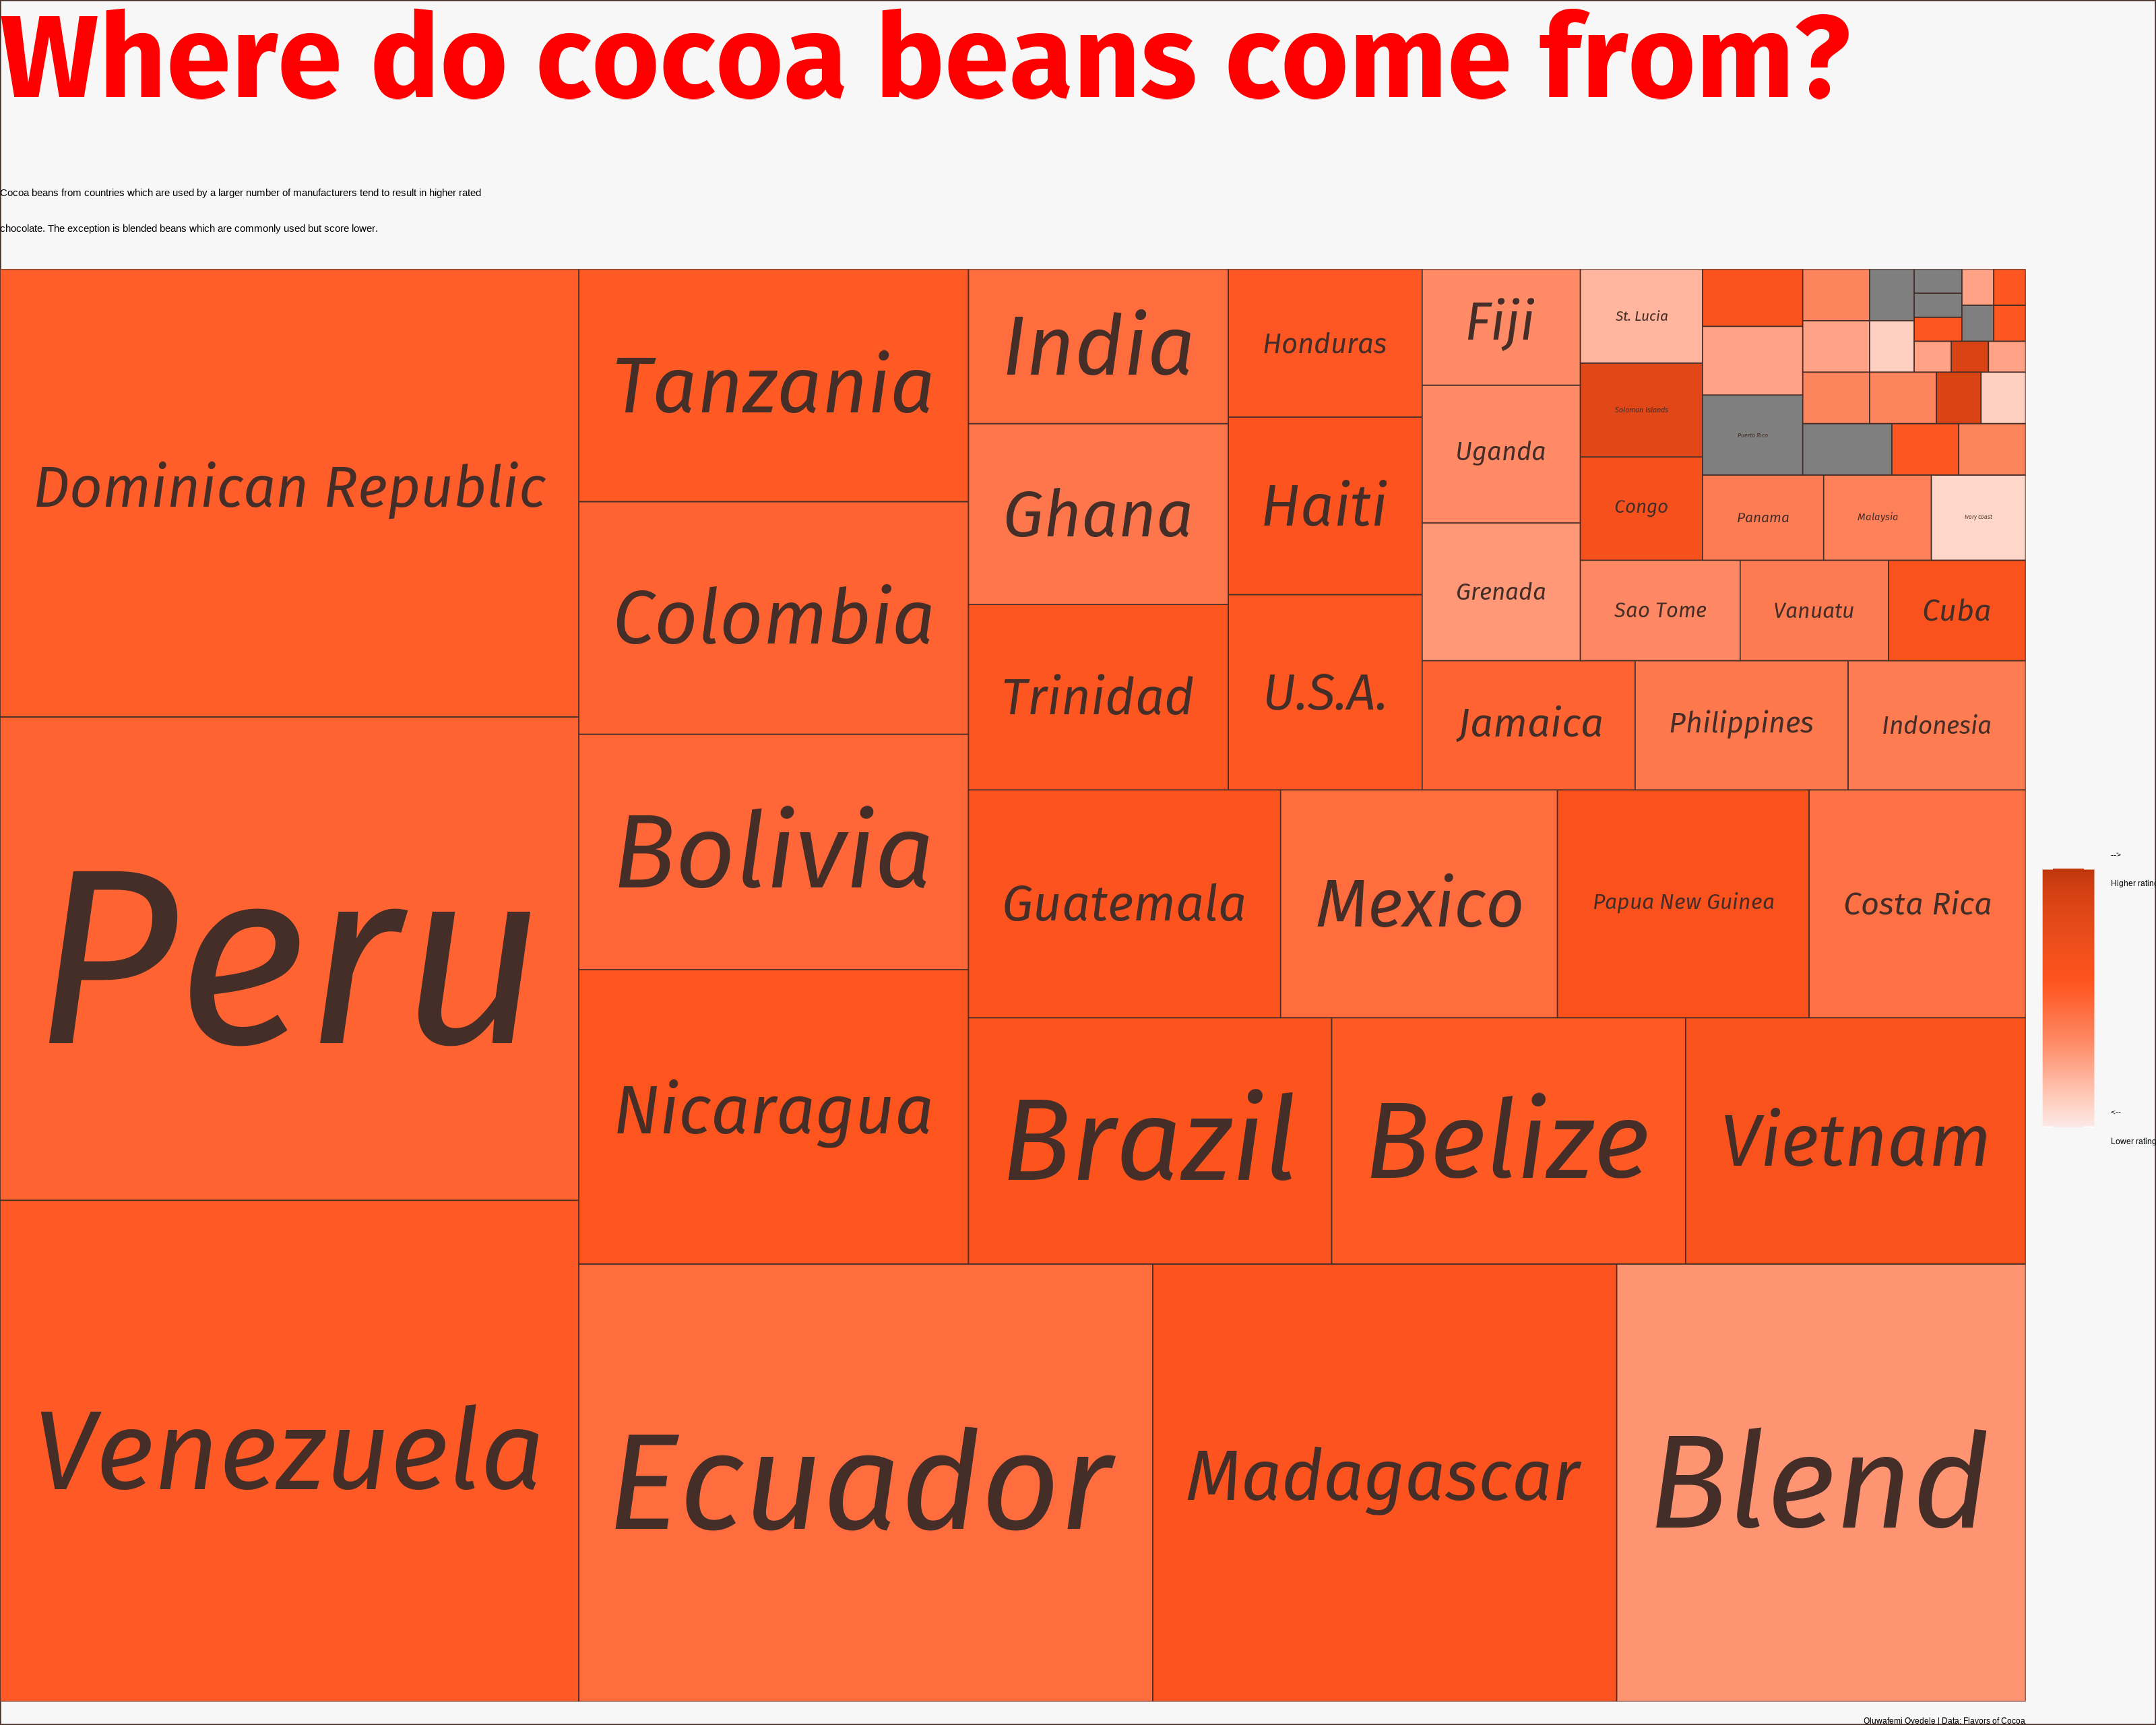 Where do cocoa beans come from?
Cocoa beans from countries which are used by a larger number of manufacturers tend to result in higher rated
chocolate. The exception is blended beans which are commonly used but score lower.
Dominican Republic
Peru
Venezuela
Tanzania
Colombia
Bolivia
Nicaragua
Ecuador
Madagascar
Blend
India
Ghana
Trinidad
Honduras
Haiti
U.S.A.
Fiji
Uganda
Grenada
St. Lucia
Solomon Islands
Congo
Puerto Rico
Panama
Malaysia
Ivory Coast
Sao Tome
Vanuatu
Cuba
Jamaica
Philippines
Indonesia
Guatemala
Mexico
Papua New Guinea
Costa Rica
Brazil
Belize
Vietnam
-->
Higher rating
<--
Lower rating
Oluwafemi Oyedele | Data: Flavors of Cocoa